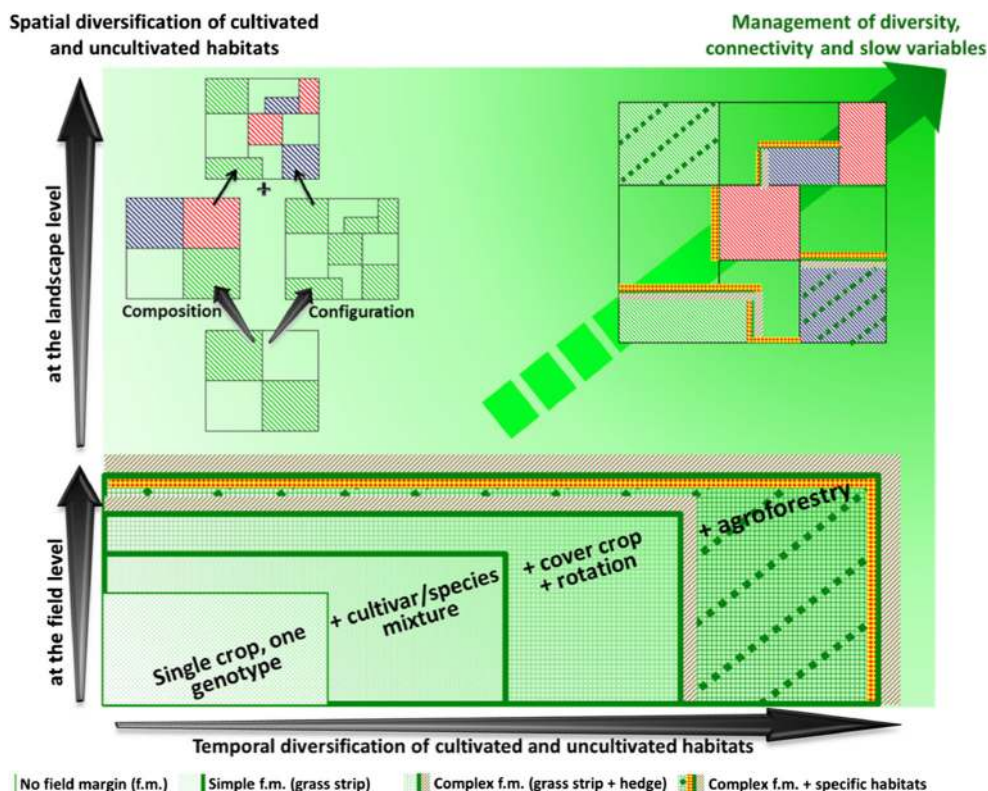 Spatial diversification of cultivated
and uncultivated habitats
Management of diversity,
connectivity and slow variables
at the landscape level
+
Composition
Configuration
at the field level
Single crop, one
genotype
+ cultivar/species
mixture
+ cover crop
+ rotation
+ agroforestry
Temporal diversification of cultivated and uncultivated habitats
No field margin (f.m.)
Simple f.m. (grass strip)
Complex f.m. (grass strip + hedge)
Complex f.m. + specific habitats